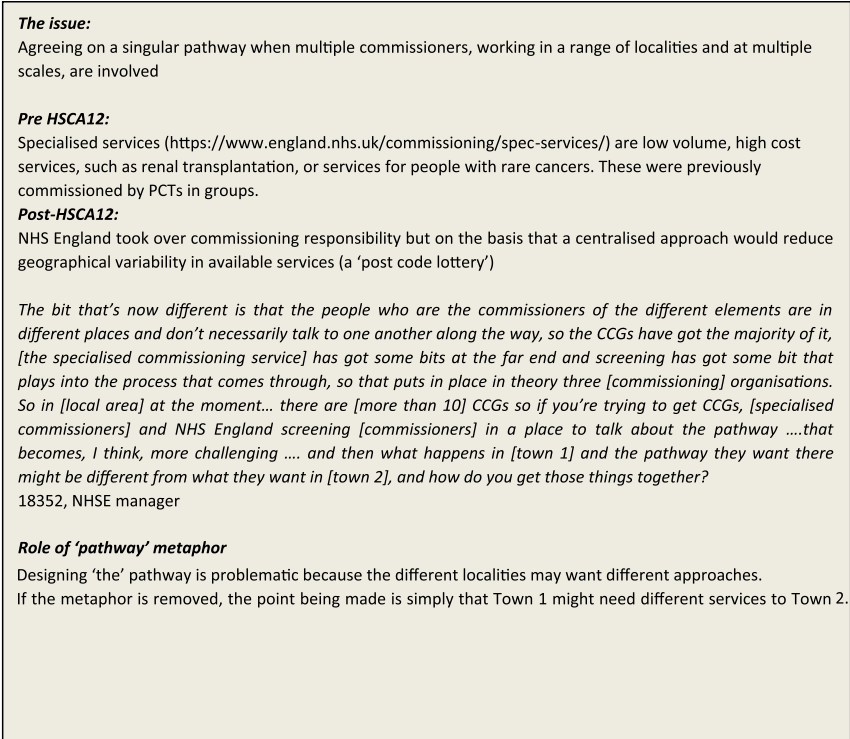 The issue:
Agreeing on a singular pathway when multiple commissioners, working in a range of localities and at multiple
scales, are involved
Pre HSCA12:
Specialised services (https://www.england.nhs.uk/commissioning/spec-services/) are low volume, high cost
services, such as renal transplantation, or services for people with rare cancers. These were previously
commissioned by PCTs in groups.
Post-HSCA12:
NHS England took over commissioning responsibility but on the basis that a centralised approach would reduce
geographical variability in available services (a ‘post code lottery’)
The bit that’s now different is that the people who are the commissioners of the different elements are in
different places and don’t necessarily talk to one another along the way, so the CCGs have got the majority of it,
[the specialised commissioning service] has got some bits at the far end and screening has got some bit that
plays into the process that comes through, so that puts in place in theory three [commissioning] organisations.
So in [local area] at the moment… there are [more than 10] CCGs so if you’re trying to get CCGs, [specialised
commissioners] and NHS England screening [commissioners] in a place to talk about the pathway ….that
becomes, I think, more challenging …. and then what happens in [town 1] and the pathway they want there
might be different from what they want in [town 2], and how do you get those things together?
18352, NHSE manager
Role of ‘pathway’ metaphor
Designing ‘the’ pathway is problematic because the different localities may want different approaches.
If the metaphor is removed, the point being made is simply that Town 1 might need different services to Town 2.